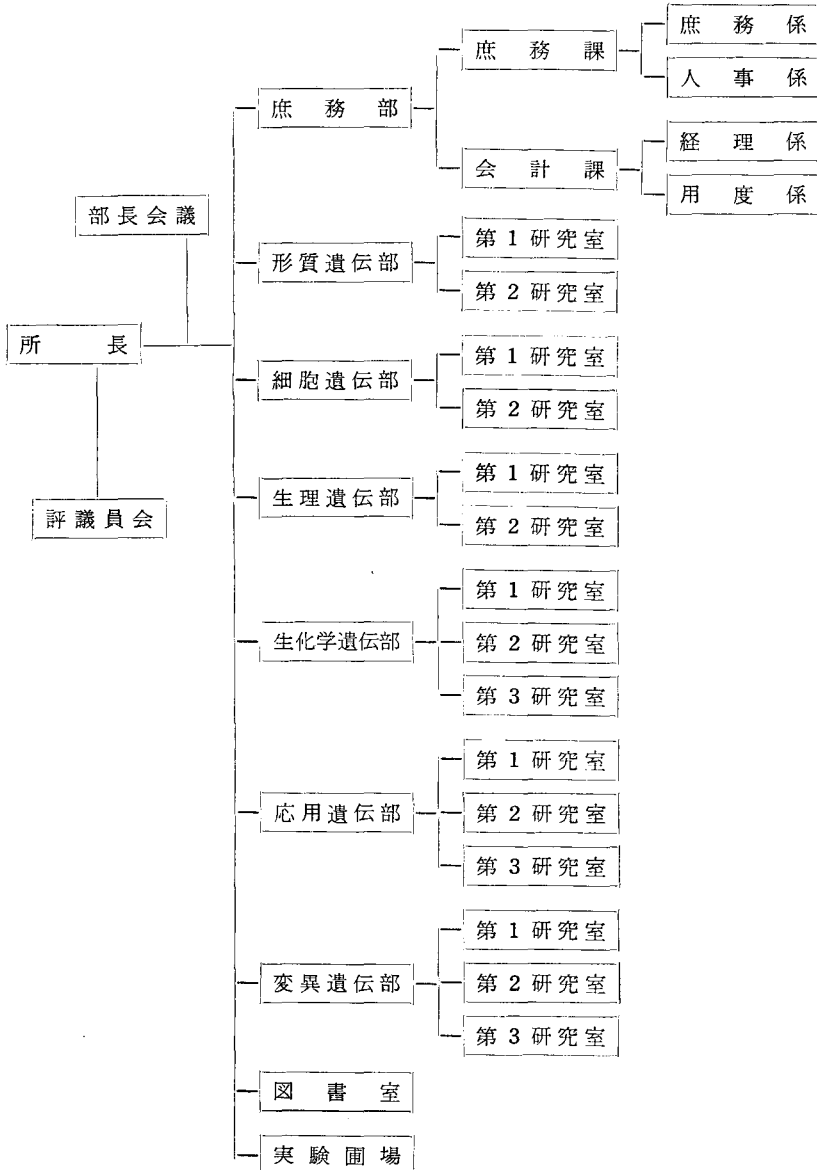 所長
部長会議
評議員会
庶務部
庶務課
庶務係
人事係
会計課
経理係
用度係
形質遺伝部
第1研究室
第2研究室
細胞遺伝部
第1研究室
第2研究室
生理遺伝部
第1研究室
第2研究室
生化学遺伝部
第1研究室
第2研究室
第3研究室
応用遺伝部
第1研究室
第2研究室
第3研究室
変異遺伝部
第1研究室
第2研究室
第3研究室
図書室
実験圃場